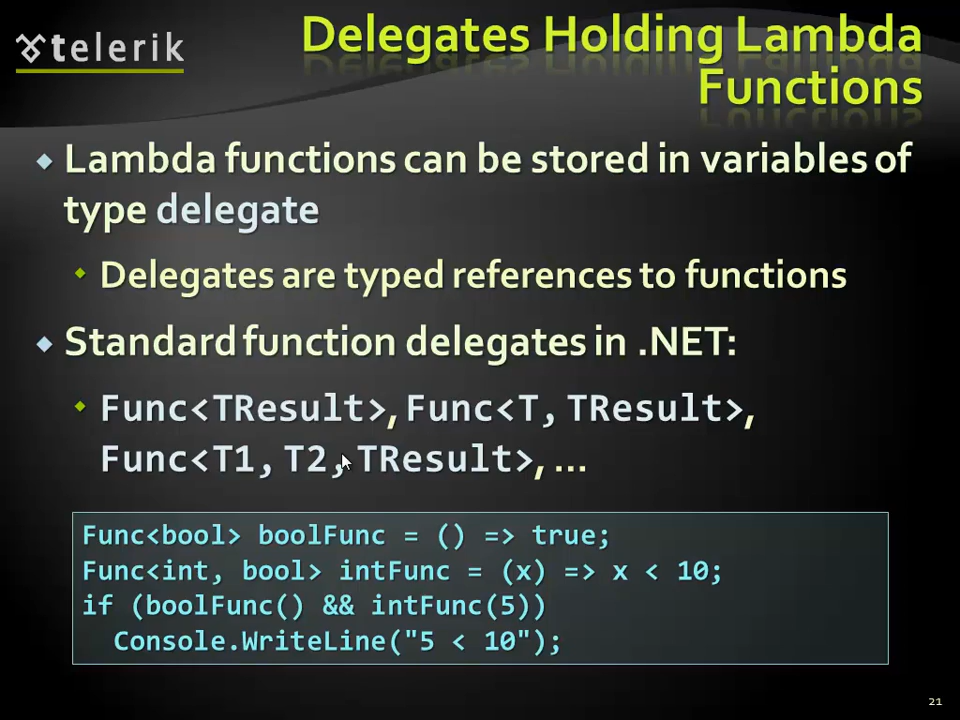 telerik
Delegates Holding Lambda
Functions
Lambda functions can be stored in variables of
type delegate
Delegates are typed references to functions
Standard function delegates in .NET:
Func<TResult>, Func<T, TResult>,
Func<T1, T2, TResult>, …
Func<bool> boolFunc = () => true;
Func<int, bool> intFunc = (x) => x < 10;
if (boolFunc() && intFunc(5))
  Console.WriteLine("5 < 10");
21